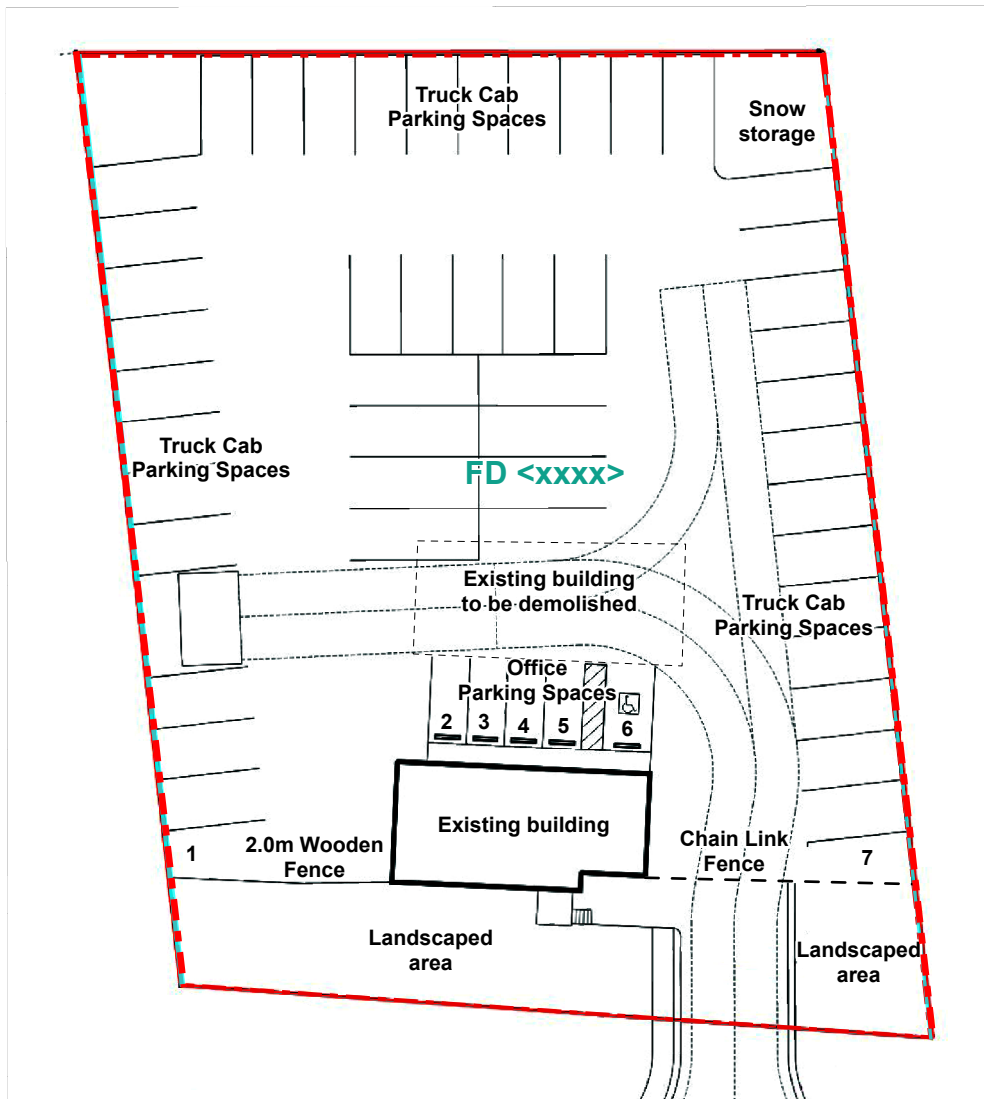 Truck Cab
Parking Spaces
Snow
storage
Truck Cab
Parking Spaces
FD <xxxx>
Existing building
to be demolished
Truck Cab
Parking Spaces
Office
Parking Spaces
2 3 4 5 6
Existing building
1
2.0m Wooden
Fence
Chain Link
Fence
7
Landscaped
area
Landscaped
area